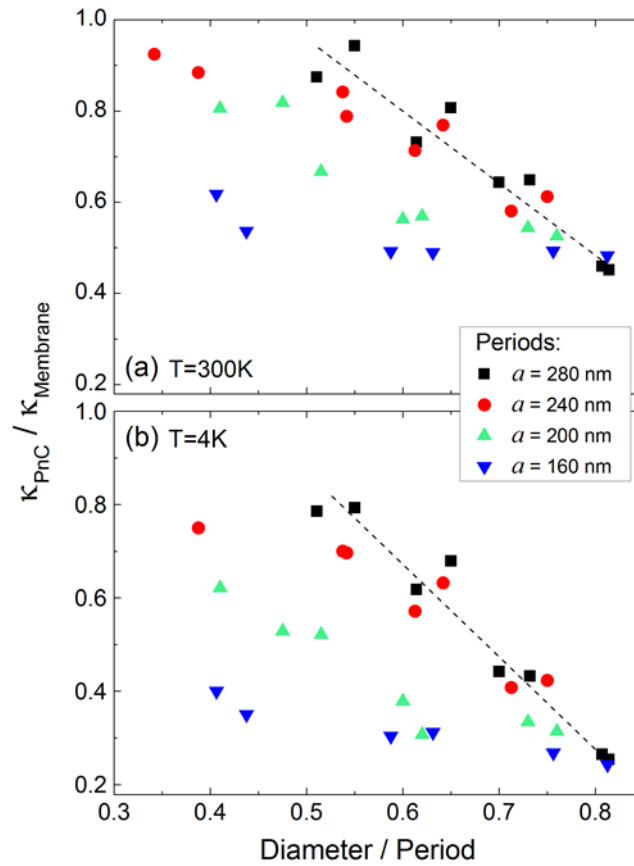 1.0
0.8
0.6
0.4
0.2
(a) T=300K
Periods:
a = 280 nm
a = 240 nm
a = 200 nm
a = 160 nm
κPnC / κMembrane
1.0
(b) T=4K
0.8
0.6
0.4
0.2
0.3 0.4 0.5 0.6 0.7 0.8
Diameter / Period